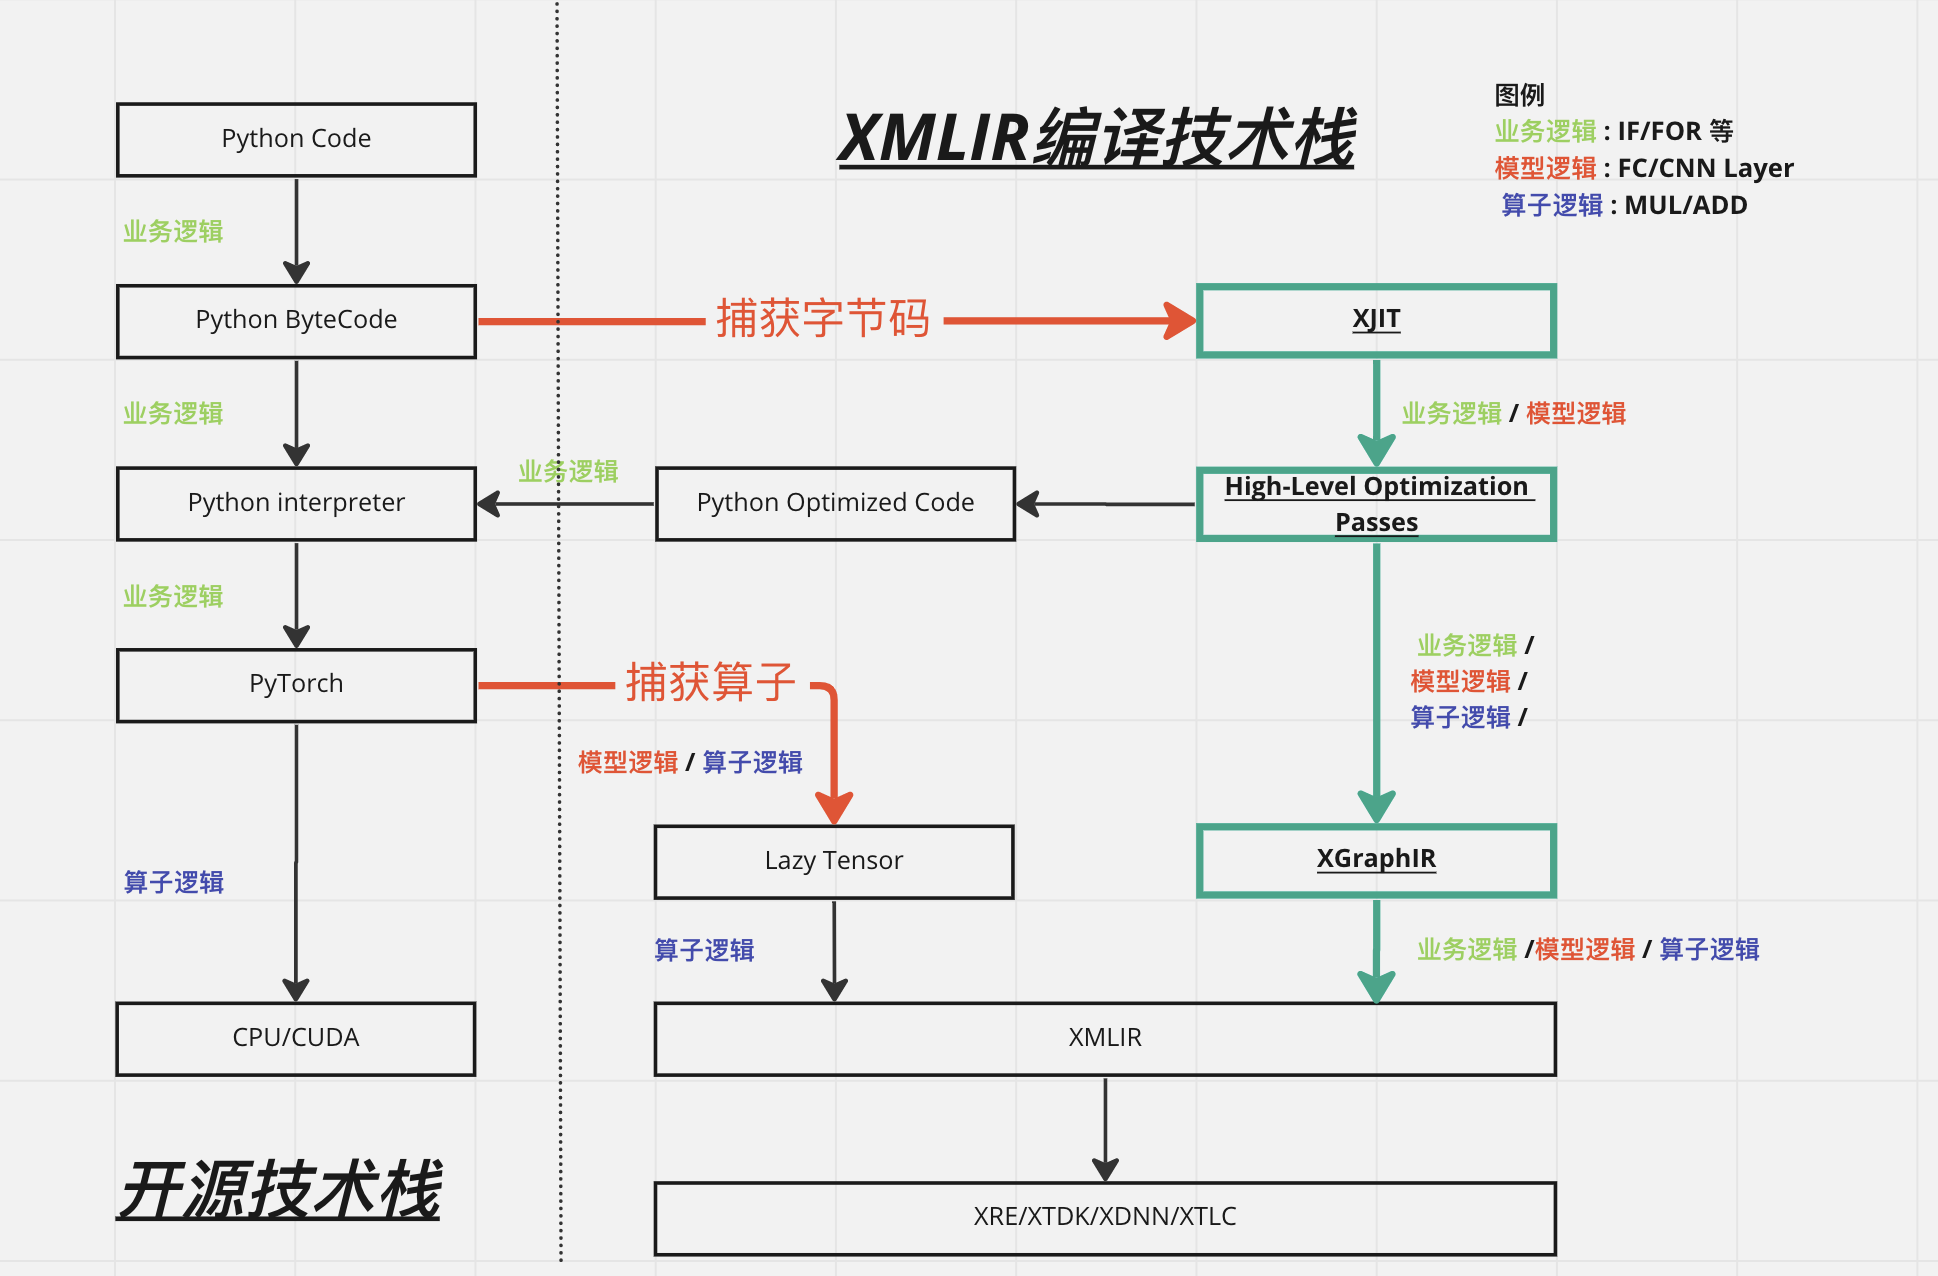 XMLIR编译技术栈
图例
业务逻辑 : IF/FOR 等
模型逻辑 : FC/CNN Layer
算子逻辑 : MUL/ADD
Python Code
业务逻辑
Python ByteCode
捕获字节码
XJIT
业务逻辑
业务逻辑 / 模型逻辑
Python interpreter
业务逻辑
Python Optimized Code
High-Level Optimization
Passes
业务逻辑
业务逻辑 /
模型逻辑 /
算子逻辑 /
PyTorch
捕获算子
模型逻辑 / 算子逻辑
Lazy Tensor
XGraphIR
算子逻辑
算子逻辑
业务逻辑 /模型逻辑 / 算子逻辑
CPU/CUDA
XMLIR
开源技术栈
XRE/XTDK/XDNN/XTLC